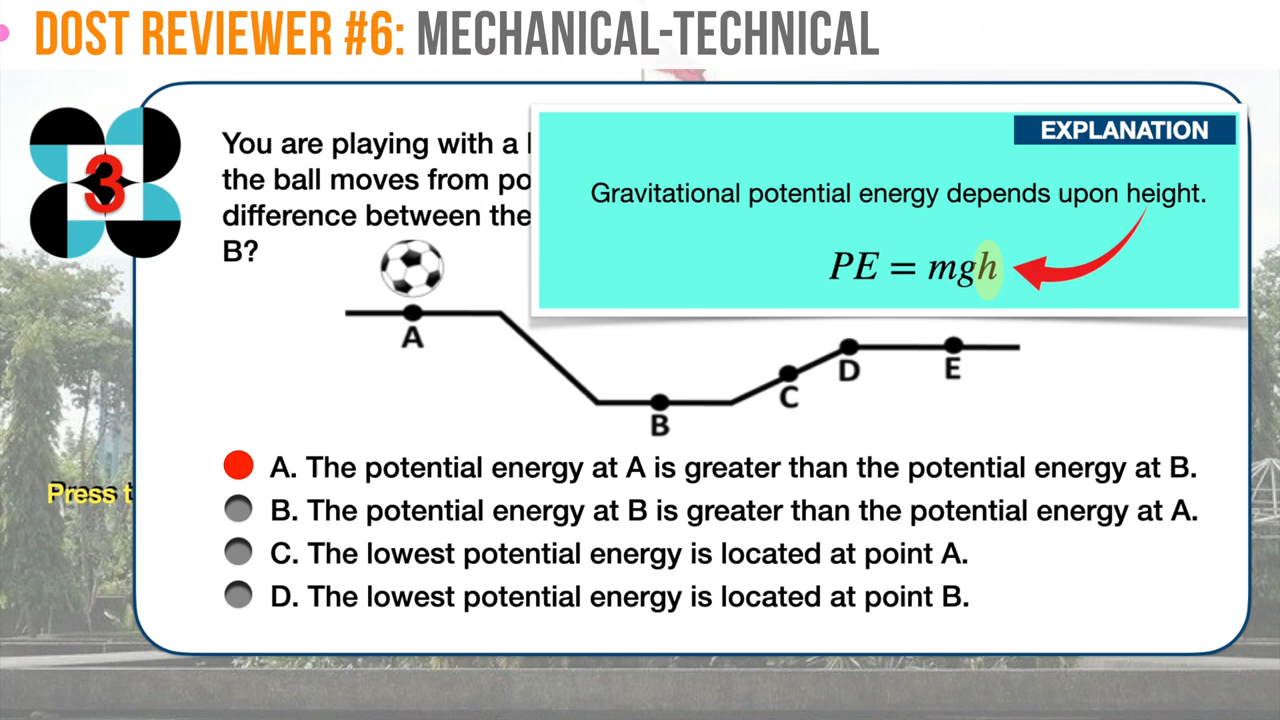 DOST REVIEWER #6: MECHANICAL-TECHNICAL
3
You are playing with a
the ball moves from po
difference between the
B?
EXPLANATION
Gravitational potential energy depends upon height.
PE = mgh
A
B
C
D
E
A. The potential energy at A is greater than the potential energy at B.
B. The potential energy at B is greater than the potential energy at A.
C. The lowest potential energy is located at point A.
D. The lowest potential energy is located at point B.
Press t